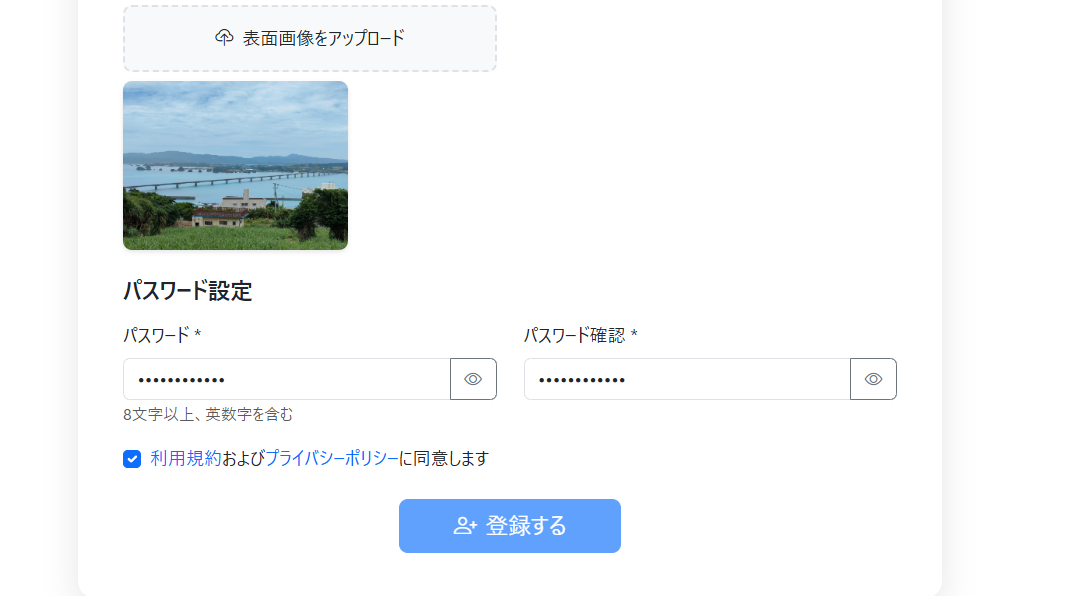 表面画像をアップロード
パスワード設定
パスワード *
パスワード確認 *
••••••••••••
••••••••••••
8文字以上、英数字を含む
利用規約およびプライバシーポリシーに同意します
登録する